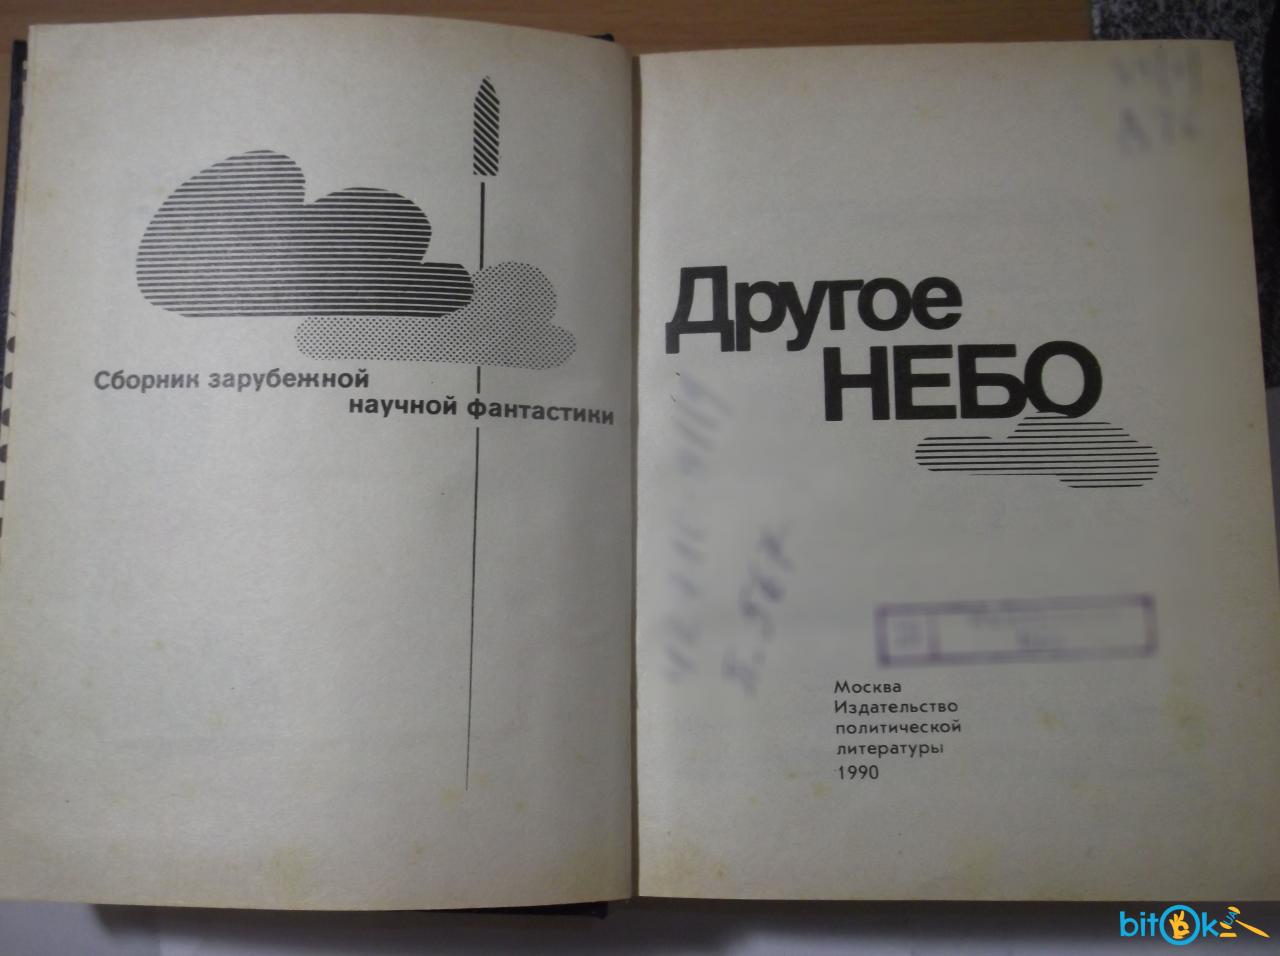 Сборник зарубежной
научной фантастики
Другое
НЕБО
Москва
Издательство
политической
литературы
1990
bitOk